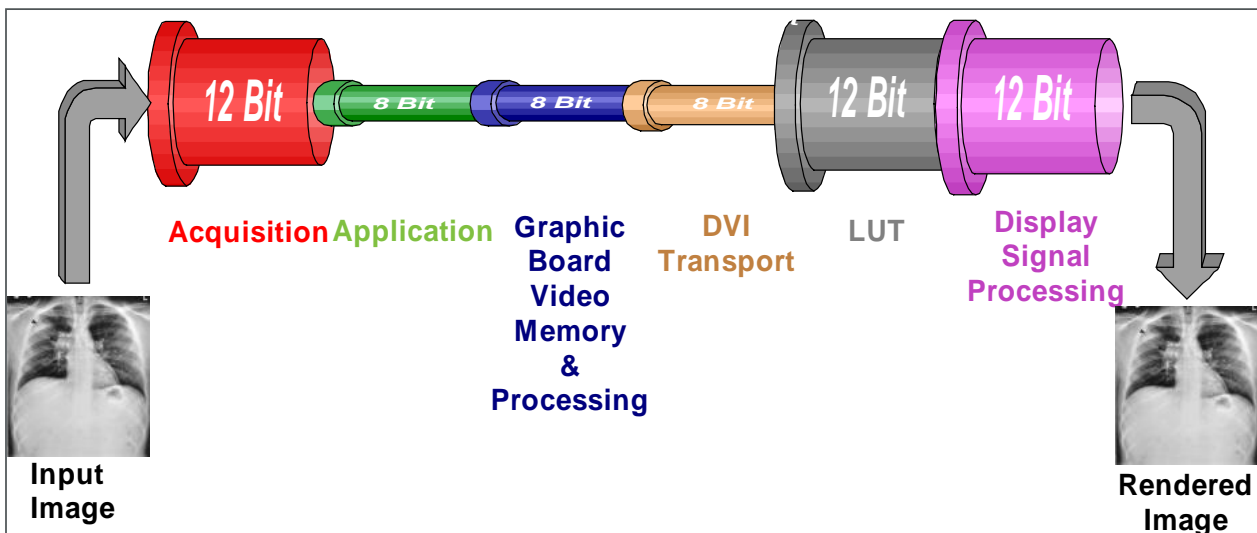 12 Bit
8 Bit
8 Bit
8 Bit
12 Bit
12 Bit
Acquisition
Application
Graphic
Board
Video
Memory
&
Processing
DVI
Transport
LUT
Display
Signal
Processing
Input
Image
Rendered
Image